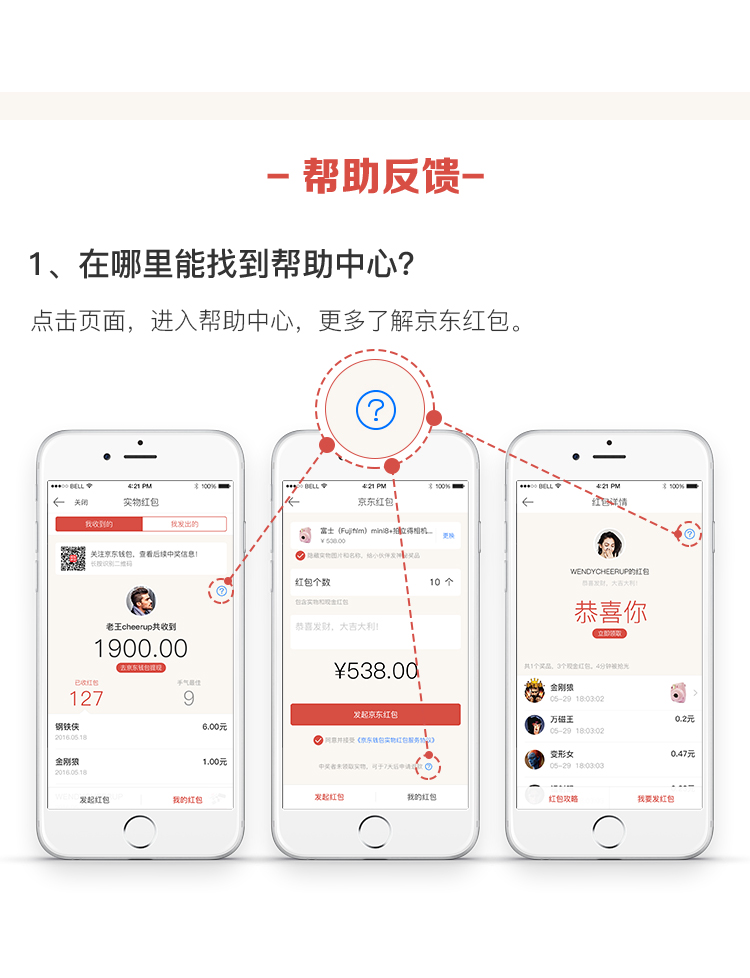 - 帮助反馈-
1、在哪里能找到帮助中心？
点击页面，进入帮助中心，更多了解京东红包。
?
BELL 4:21 PM 100%
关闭 实物红包
我收到的 我发出的
关注京东钱包，查看后续中奖信息！
长按识别二维码
?
老王cheerup共收到
1900.00
去京东钱包提现
已收红包 手气最佳
127 9
钢铁侠 6.00元
2016.05.18
金刚狼 1.00元
2016.05.18
发起红包 我的红包
BELL 4:21 PM 100%
京东红包
富士（Fujifilm）mini8+拍立得相机... 更换
¥ 538.00
隐藏实物图片和名称，给小伙伴发神秘奖品
红包个数 10 个
包含实物和现金红包
恭喜发财，大吉大利！
¥538.00
发起京东红包
同意并接受《京东钱包实物红包服务协议》
中奖者未领取实物，可于7天后申请退款 ?
发起红包 我的红包
BELL 4:21 PM 100%
红包详情
?
WENDYCHEERUP的红包
恭喜发财，大吉大利！
恭喜你
立即领取
共1个奖品，3个现金红包，4分钟被抢光
金刚狼
05-29 18:03:02
万磁王 0.2元
05-29 18:03:02
变形女 0.47元
05-29 18:03:03
红包攻略 我要发红包